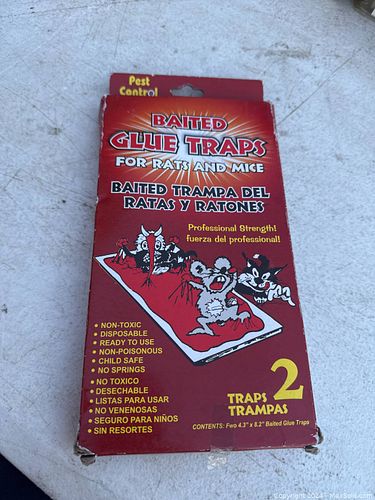 Pest
Control
BAITED
GLUE TRAPS
FOR RATS AND MICE
BAITED TRAMPA DEL
RATAS Y RATONES
Professional Strength!
fuerza del professional!
• NON-TOXIC
• DISPOSABLE
• READY TO USE
• NON-POISONOUS
• CHILD SAFE
• NO SPRINGS
• NO TOXICO
• DESECHABLE
• LISTAS PARA USAR
• NO VENENOSAS
• SEGURO PARA NIÑOS
• SIN RESORTES
TRAPS 2
TRAMPAS
CONTENTS: Two 4.3" x 8.2" Baited Glue Traps
Copyright 2024 MaxSold.com